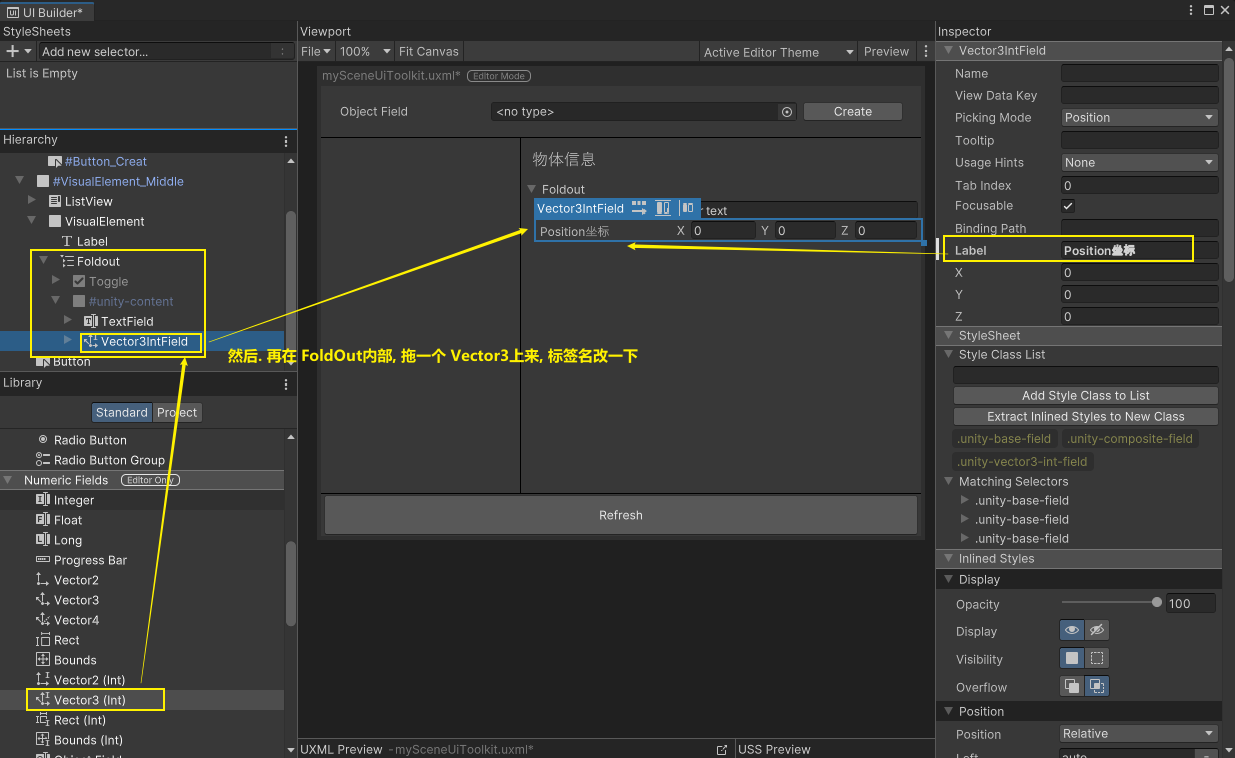 UI Builder*
StyleSheets
Add new selector...
List is Empty
Hierarchy
#Button_Creat
#VisualElement_Middle
ListView
VisualElement
Label
Foldout
Toggle
#unity-content
TextField
Vector3IntField
Button
Library
Standard Project
Radio Button
Radio Button Group
Numeric Fields Editor Only
Integer
Float
Long
Progress Bar
Vector2
Vector3
Vector4
Rect
Bounds
Vector2 (Int)
Vector3 (Int)
Rect (Int)
Bounds (Int)
Viewport
File 100% Fit Canvas Active Editor Theme Preview
mySceneUiToolkit.uxml* Editor Mode
Object Field <no type> Create
物体信息
Foldout
Vector3IntField text
Position坐标 X 0 Y 0 Z 0
然后. 再在 FoldOut内部, 拖一个 Vector3上来, 标签名改一下
Refresh
UXML Preview -mySceneUiToolkit.uxml* USS Preview
Inspector
Vector3IntField
Name
View Data Key
Picking Mode Position
Tooltip
Usage Hints None
Tab Index 0
Focusable
Binding Path
Label Position坐标
X 0
Y 0
Z 0
StyleSheet
Style Class List
Add Style Class to List
Extract Inlined Styles to New Class
.unity-base-field .unity-composite-field
.unity-vector3-int-field
Matching Selectors
.unity-base-field
.unity-base-field
.unity-base-field
Inlined Styles
Display
Opacity 100
Display
Visibility
Overflow
Position
Position Relative
Left auto